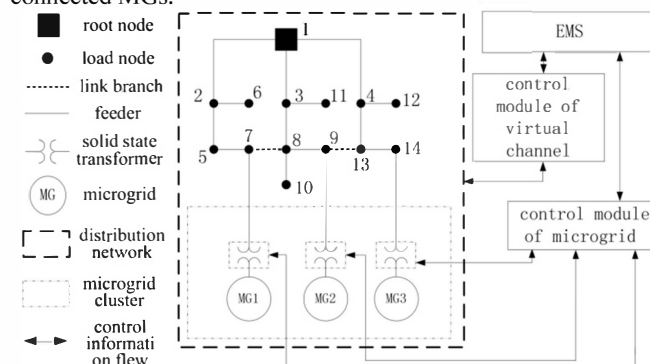 connected MGs.
root node
load node
link branch
feeder
solid state
transformer
MG
microgrid
distribution
network
microgrid
cluster
control
informati
on flew
1
2
6
3
11
4
12
5
7
8
9
13
14
10
MG1
MG2
MG3
EMS
control
module of
virtual
channel
control module
of microgrid